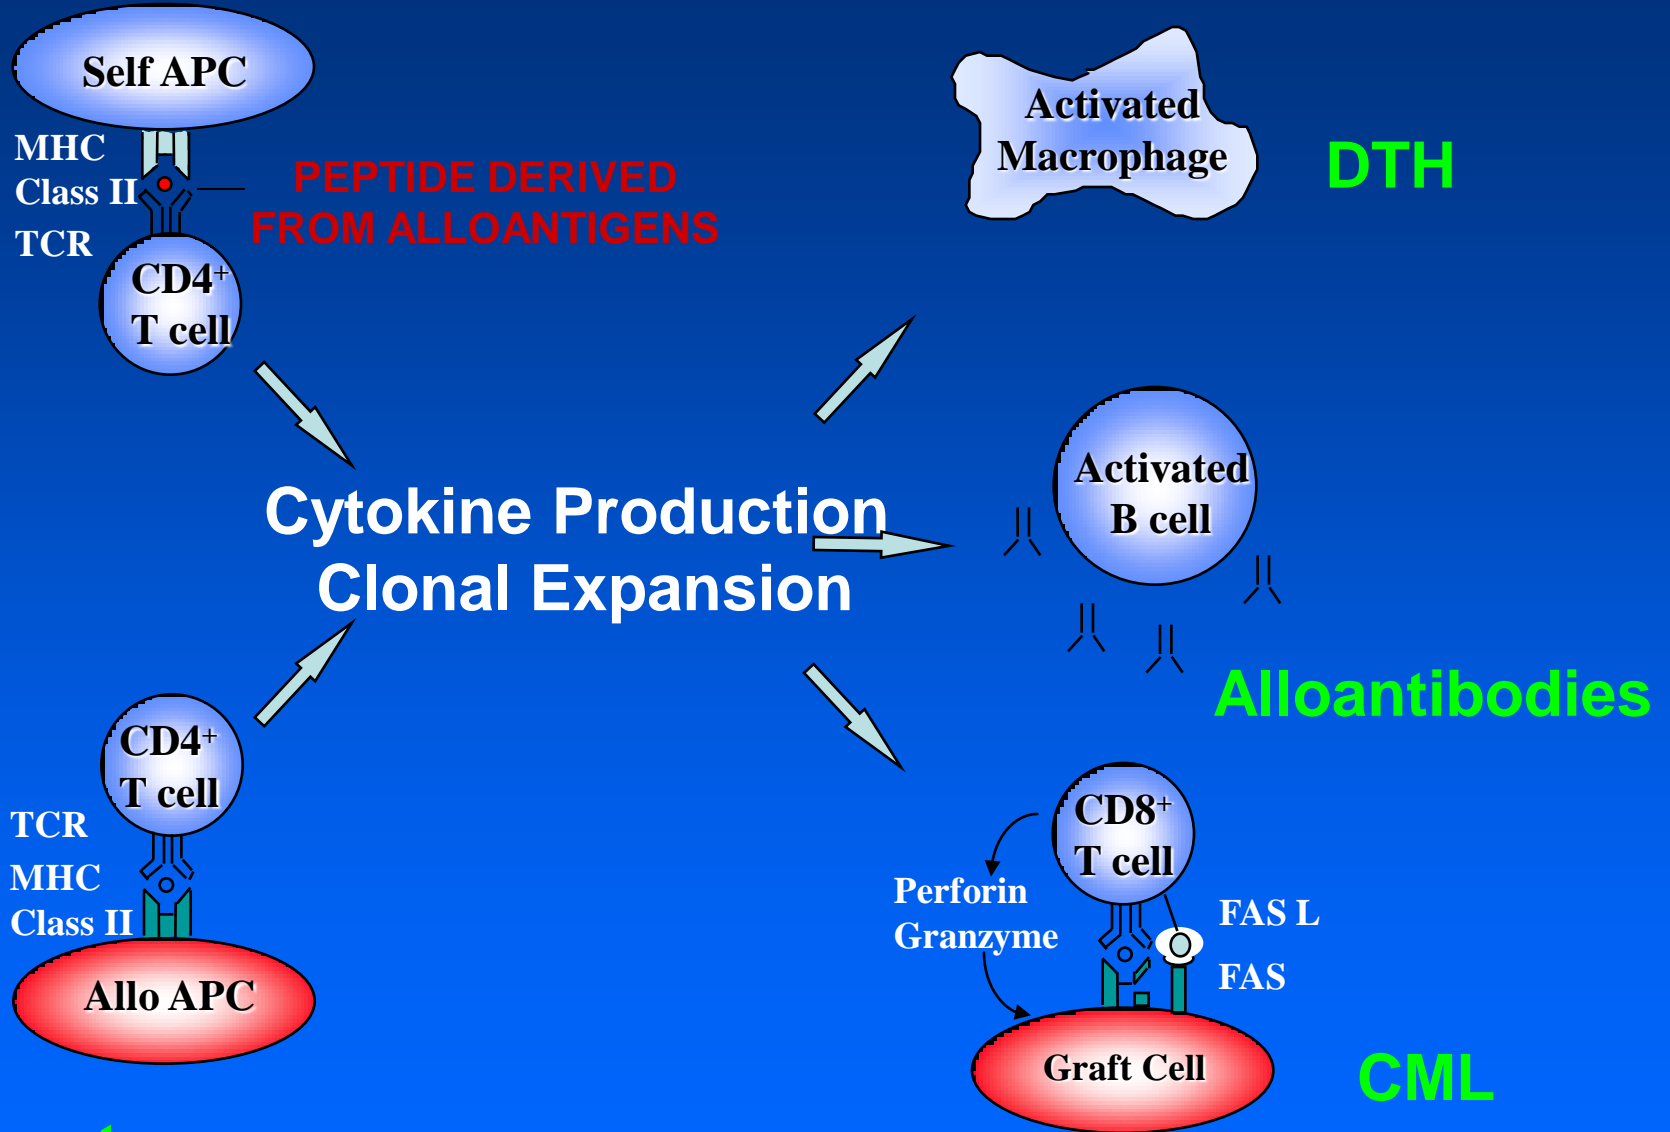 Self APC
MHC
Class II
TCR
PEPTIDE DERIVED
FROM ALLOANTIGENS
CD4⁺
T cell
Activated
Macrophage
DTH
Cytokine Production
Clonal Expansion
Activated
B cell
Alloantibodies
CD4⁺
T cell
TCR
MHC
Class II
Allo APC
CD8⁺
T cell
Perforin
Granzyme
FAS L
FAS
Graft Cell
CML